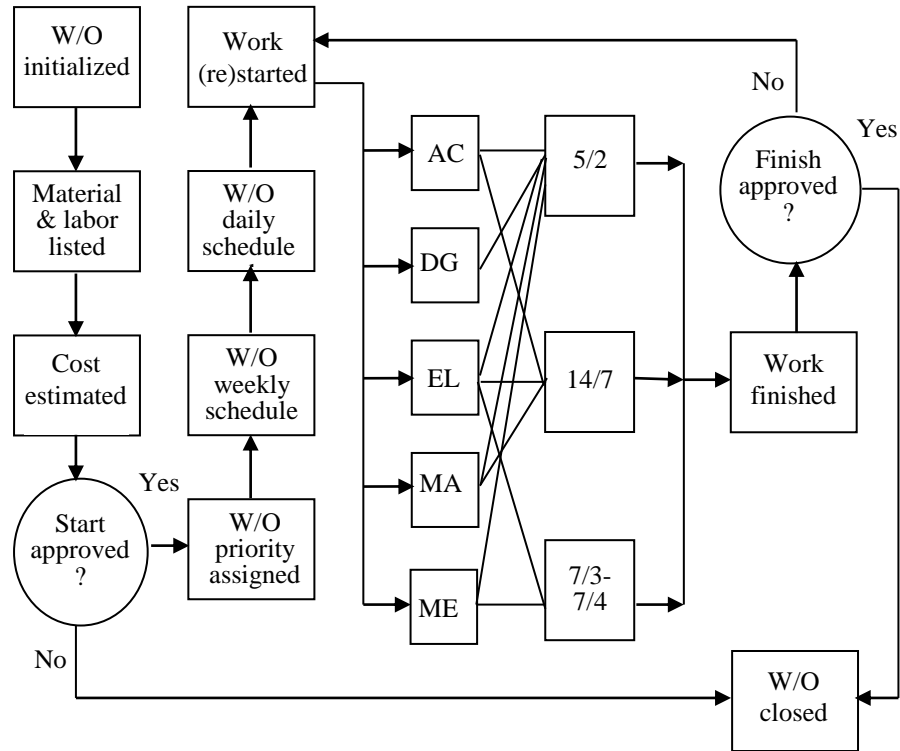 W/O
initialized
Material
& labor
listed
Cost
estimated
Start
approved
?
Yes
No
W/O
priority
assigned
W/O
weekly
schedule
W/O
daily
schedule
Work
(re)started
AC
DG
EL
MA
ME
5/2
14/7
7/3-
7/4
Work
finished
Finish
approved
?
No
Yes
W/O
closed